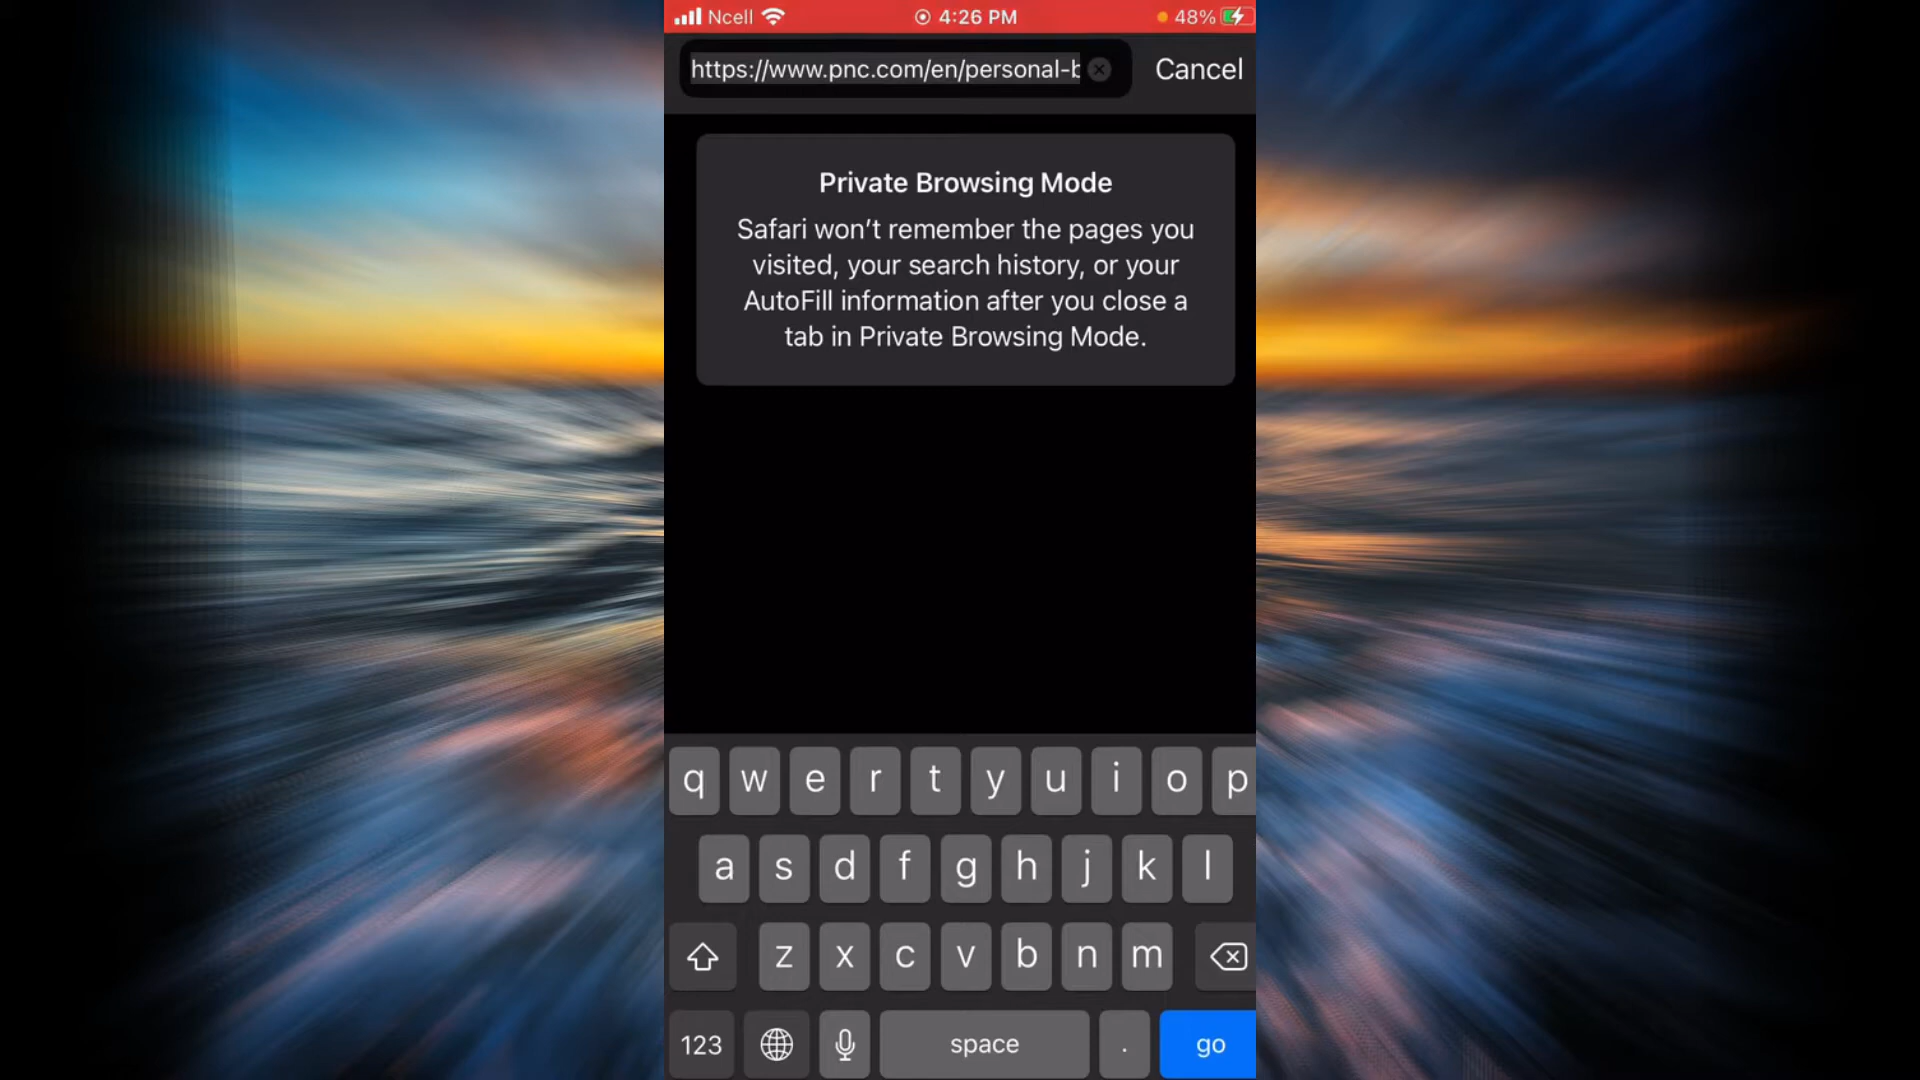 Ncell 4:26 PM 48%
https://www.pnc.com/en/personal-b Cancel
Private Browsing Mode
Safari won't remember the pages you
visited, your search history, or your
AutoFill information after you close a
tab in Private Browsing Mode.
q w e r t y u i o p
a s d f g h j k l
z x c v b n m
123 space . go